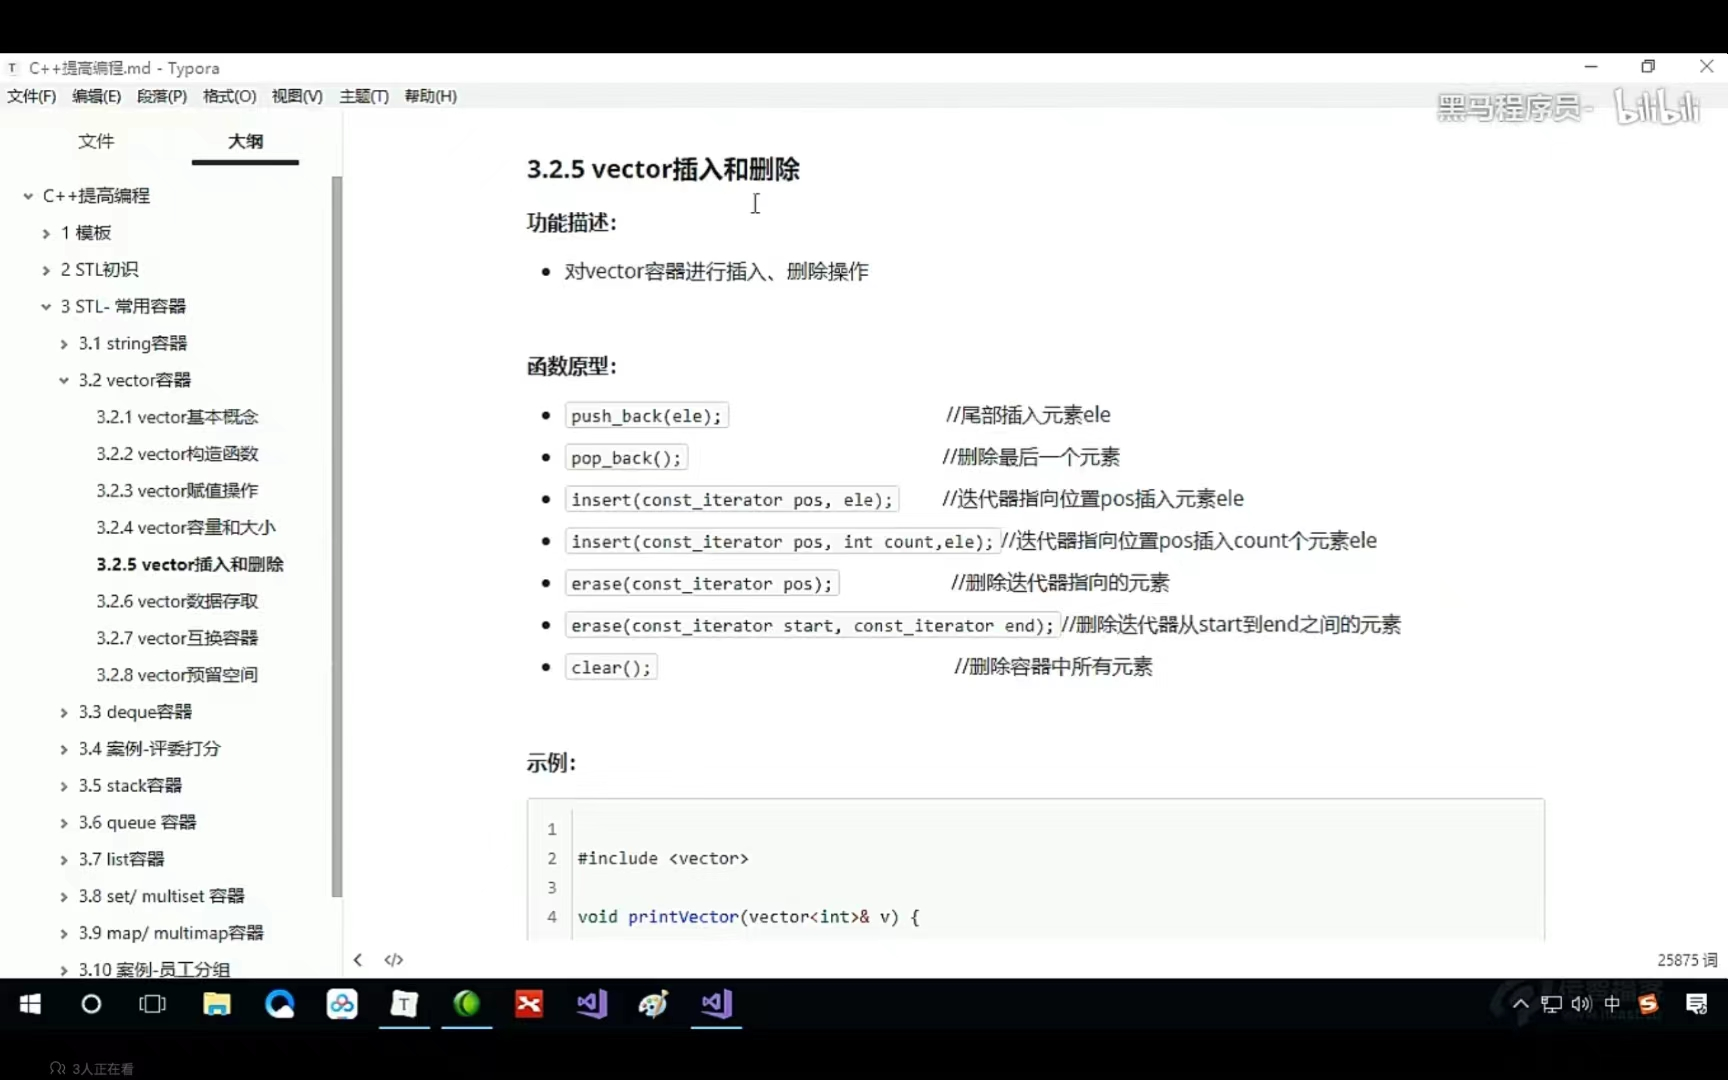 C++提高编程.md - Typora
文件(F) 编辑(E) 段落(P) 格式(O) 视图(V) 主题(T) 帮助(H)
黑马程序员- bilibili
文件 大纲
C++提高编程
1 模板
2 STL初识
3 STL- 常用容器
3.1 string容器
3.2 vector容器
3.2.1 vector基本概念
3.2.2 vector构造函数
3.2.3 vector赋值操作
3.2.4 vector容量和大小
3.2.5 vector插入和删除
3.2.6 vector数据存取
3.2.7 vector互换容器
3.2.8 vector预留空间
3.3 deque容器
3.4 案例-评委打分
3.5 stack容器
3.6 queue 容器
3.7 list容器
3.8 set/ multiset 容器
3.9 map/ multimap容器
3.10 案例-员工分组
3.2.5 vector插入和删除
功能描述:
对vector容器进行插入、删除操作
函数原型:
push_back(ele); //尾部插入元素ele
pop_back(); //删除最后一个元素
insert(const_iterator pos, ele); //迭代器指向位置pos插入元素ele
insert(const_iterator pos, int count,ele); //迭代器指向位置pos插入count个元素ele
erase(const_iterator pos); //删除迭代器指向的元素
erase(const_iterator start, const_iterator end); //删除迭代器从start到end之间的元素
clear(); //删除容器中所有元素
示例:
1
2 #include <vector>
3
4 void printVector(vector<int>& v) {
25875 词
中
3人正在看